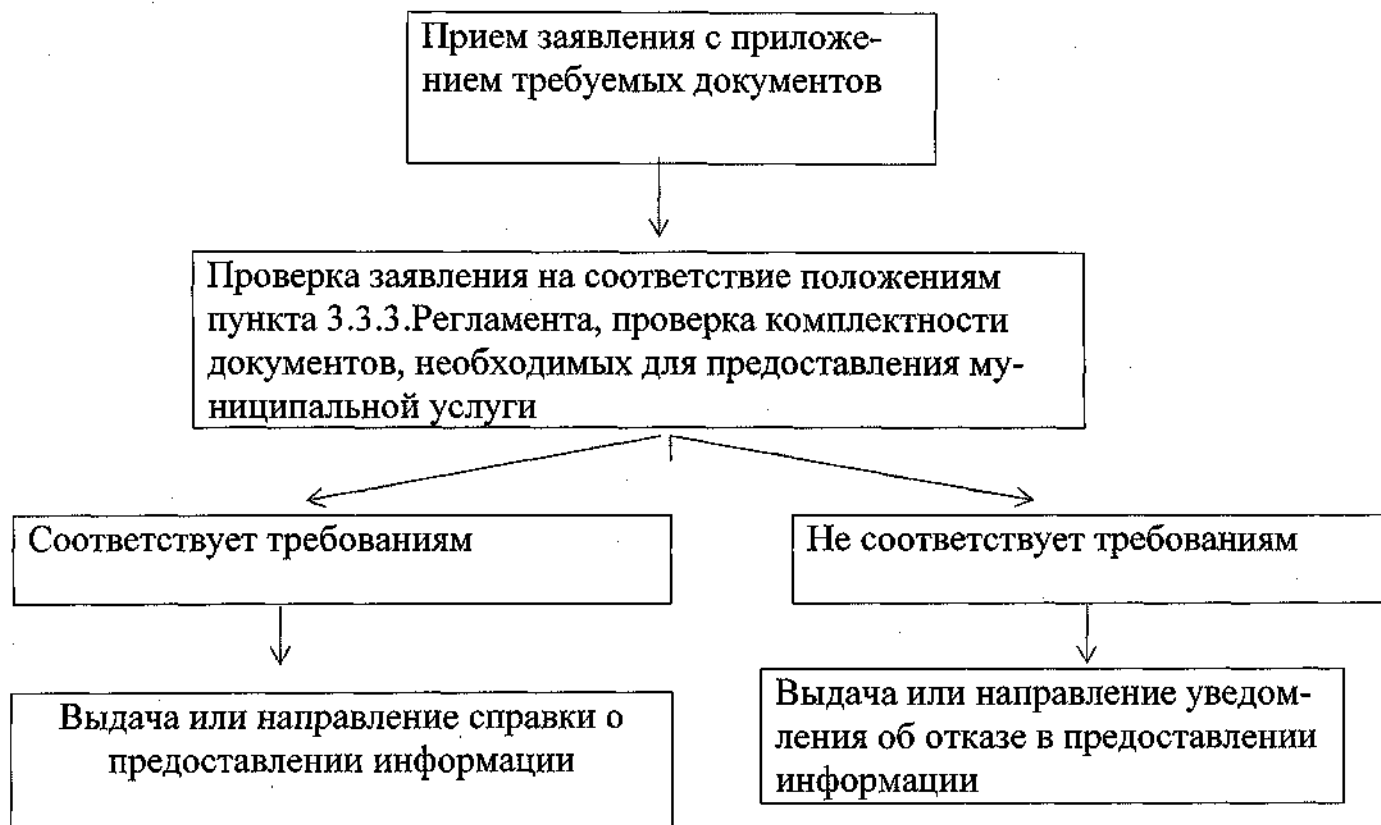 Прием заявления с приложе-
нием требуемых документов
Проверка заявления на соответствие положениям
пункта 3.3.3.Регламента, проверка комплектности
документов, необходимых для предоставления му-
ниципальной услуги
Соответствует требованиям
Не соответствует требованиям
Выдача или направление справки о
предоставлении информации
Выдача или направление уведом-
ления об отказе в предоставлении
информации